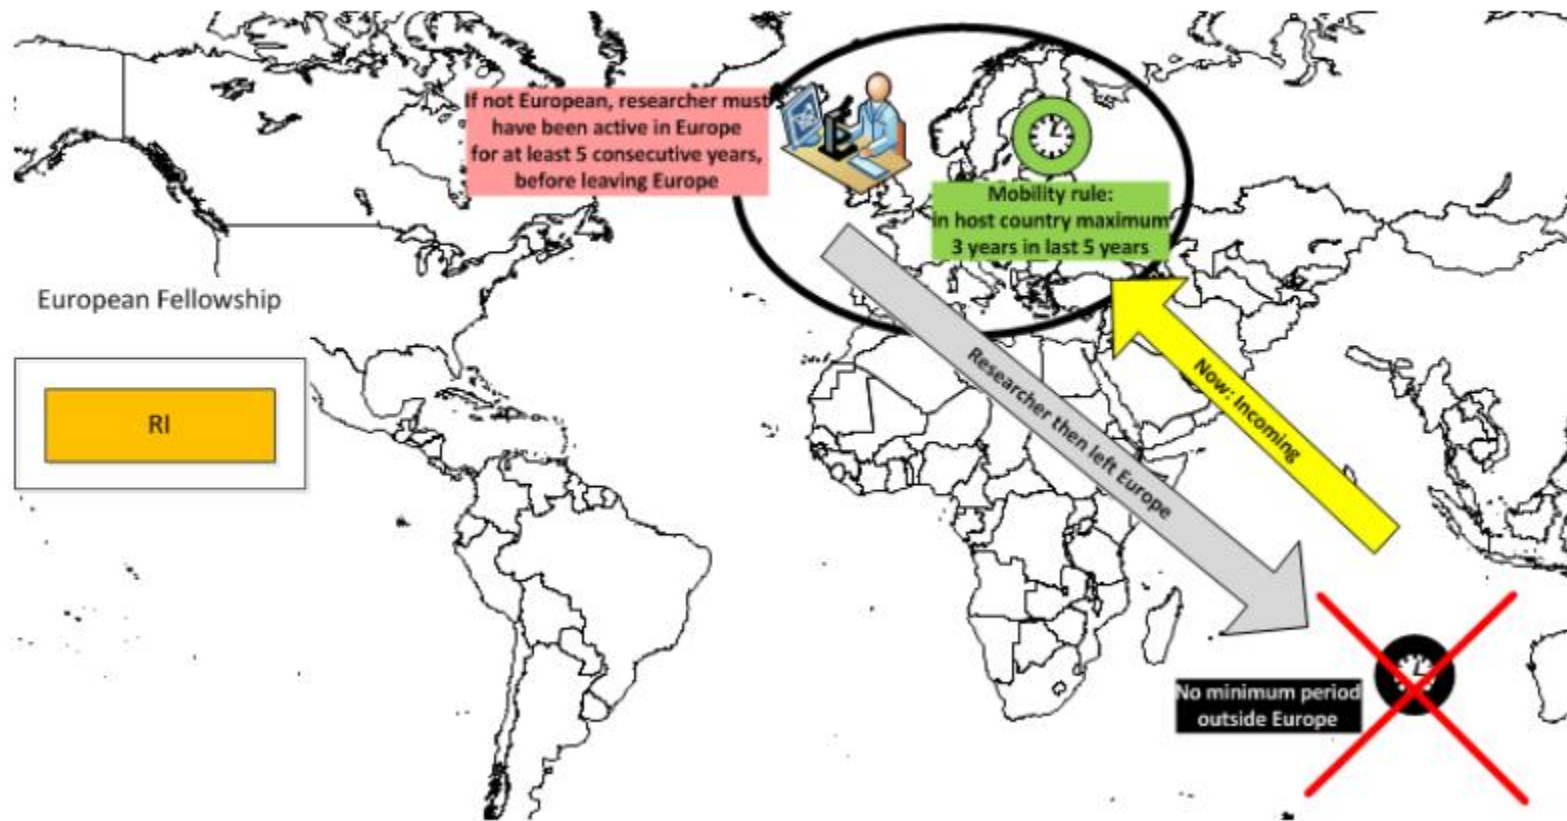 If not European, researcher must
have been active in Europe
for at least 5 consecutive years,
before leaving Europe
Mobility rule:
in host country maximum
3 years in last 5 years
European Fellowship
RI
Researcher then left Europe
Now: Incoming
No minimum period
outside Europe